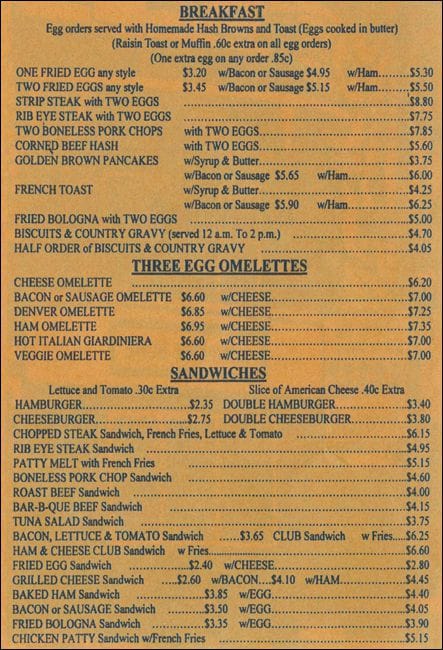 BREAKFAST
Egg orders served with Homemade Hash Browns and Toast (Eggs cooked in butter)
(Raisin Toast or Muffin .60c extra on all egg orders)
(One extra egg on any order .85c)
ONE FRIED EGG any style $3.20 w/Bacon or Sausage $4.95 w/Ham.......$5.30
TWO FRIED EGGS any style $3.45 w/Bacon or Sausage $5.15 w/Ham.......$5.50
STRIP STEAK with TWO EGGS $8.80
RIB EYE STEAK with TWO EGGS $7.75
TWO BONELESS PORK CHOPS with TWO EGGS $7.85
CORNED BEEF HASH with TWO EGGS $5.60
GOLDEN BROWN PANCAKES w/Syrup & Butter $3.75
w/Bacon or Sausage $5.65 w/Ham $6.00
FRENCH TOAST w/Syrup & Butter $4.25
w/Bacon or Sausage $5.90 w/Ham $6.25
FRIED BOLOGNA with TWO EGGS $5.00
BISCUITS & COUNTRY GRAVY (served 12 a.m. To 2 p.m.) $4.70
HALF ORDER of BISCUITS & COUNTRY GRAVY $4.05
THREE EGG OMELETTES
CHEESE OMELETTE $6.20
BACON or SAUSAGE OMELETTE $6.60 w/CHEESE $7.00
DENVER OMELETTE $6.85 w/CHEESE $7.25
HAM OMELETTE $6.95 w/CHEESE $7.35
HOT ITALIAN GIARDINIERA $6.60 w/CHEESE $7.00
VEGGIE OMELETTE $6.60 w/CHEESE $7.00
SANDWICHES
Lettuce and Tomato .30c Extra Slice of American Cheese .40c Extra
HAMBURGER $2.35 DOUBLE HAMBURGER $3.40
CHEESEBURGER $2.75 DOUBLE CHEESEBURGER $3.80
CHOPPED STEAK Sandwich, French Fries, Lettuce & Tomato $6.15
RIB EYE STEAK Sandwich $4.95
PATTY MELT with French Fries $5.15
BONELESS PORK CHOP Sandwich $4.60
ROAST BEEF Sandwich $4.00
BAR-B-QUE BEEF Sandwich $4.15
TUNA SALAD Sandwich $3.75
BACON, LETTUCE & TOMATO Sandwich $3.65 CLUB Sandwich w Fries $6.25
HAM & CHEESE CLUB Sandwich w Fries $6.60
FRIED EGG Sandwich $2.40 w/CHEESE $2.80
GRILLED CHEESE Sandwich $2.60 w/BACON $4.10 w/HAM $4.45
BAKED HAM Sandwich $3.85 w/EGG $4.40
BACON or SAUSAGE Sandwich $3.50 w/EGG $4.05
FRIED BOLOGNA Sandwich $3.35 w/EGG $3.90
CHICKEN PATTY Sandwich w/French Fries $5.15